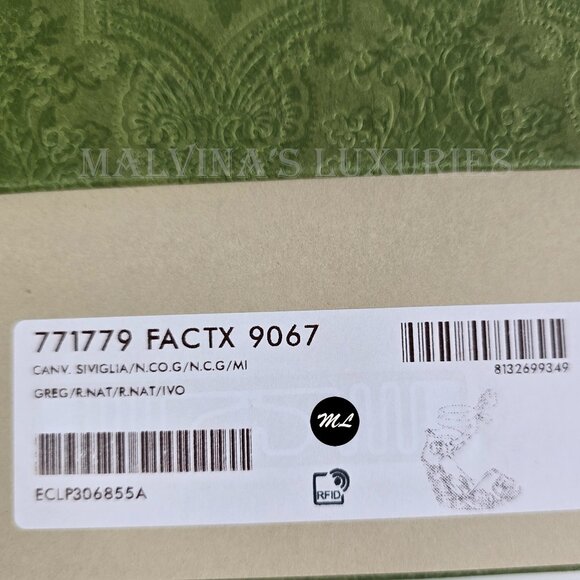 MALVINA'S LUXURIES
771779 FACTX 9067
CANV. SIVIGLIA/N.CO.G/N.C.G/MI
GREG/R.NAT/R.NAT/IVO
8132699349
ML
ECLP306855A
RFID